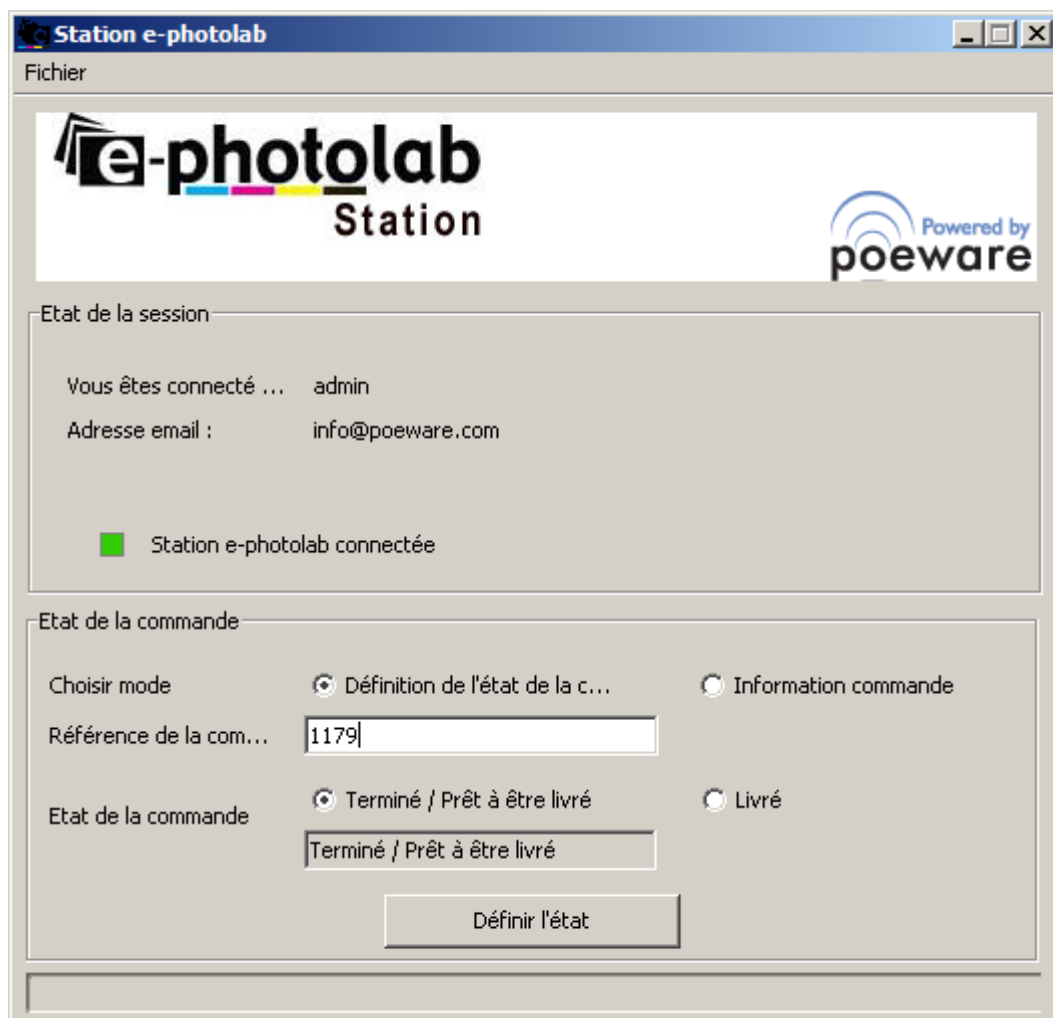 Station e-photolab
Fichier
e-photolab
Station
Powered by
poeware
Etat de la session
Vous êtes connecté ... admin
Adresse email : info@poeware.com
Station e-photolab connectée
Etat de la commande
Choisir mode Définition de l'état de la c... Information commande
Référence de la com... 1179
Etat de la commande Terminé / Prêt à être livré Livré
Terminé / Prêt à être livré
Définir l'état